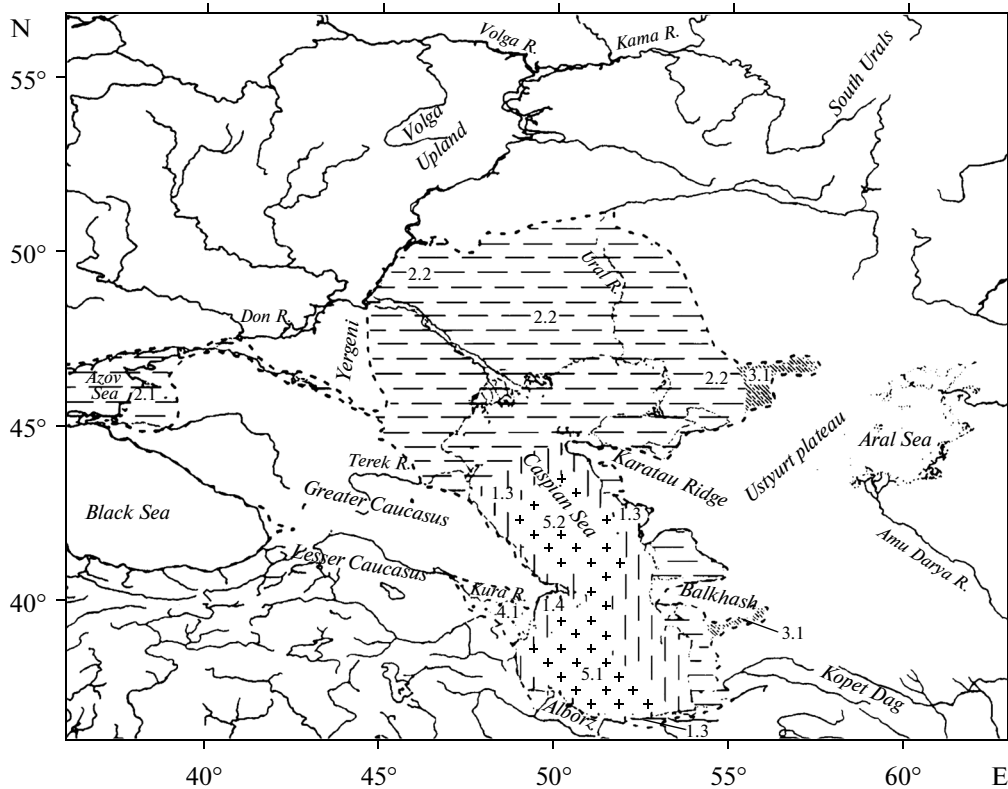 N
Volga R.
Kama R.
55°
South Urals
Volga
Upland
50°
Ural R.
2.2
2.2
Don R.
Yergeni
Azov
Sea
2.1
2.2
3.1
45°
Aral Sea
Ustyurt plateau
Terek R.
Caspian Sea
Karatau Ridge
1.3
Greater Caucasus
Black Sea
5.2
1.3
Amu Darya R.
Lesser Caucasus
40°
Kura R.
Balkhash
4.1
1.4
3.1
5.1
Kopet Dag
Alborz
1.3
40°
45°
50°
55°
60°
E